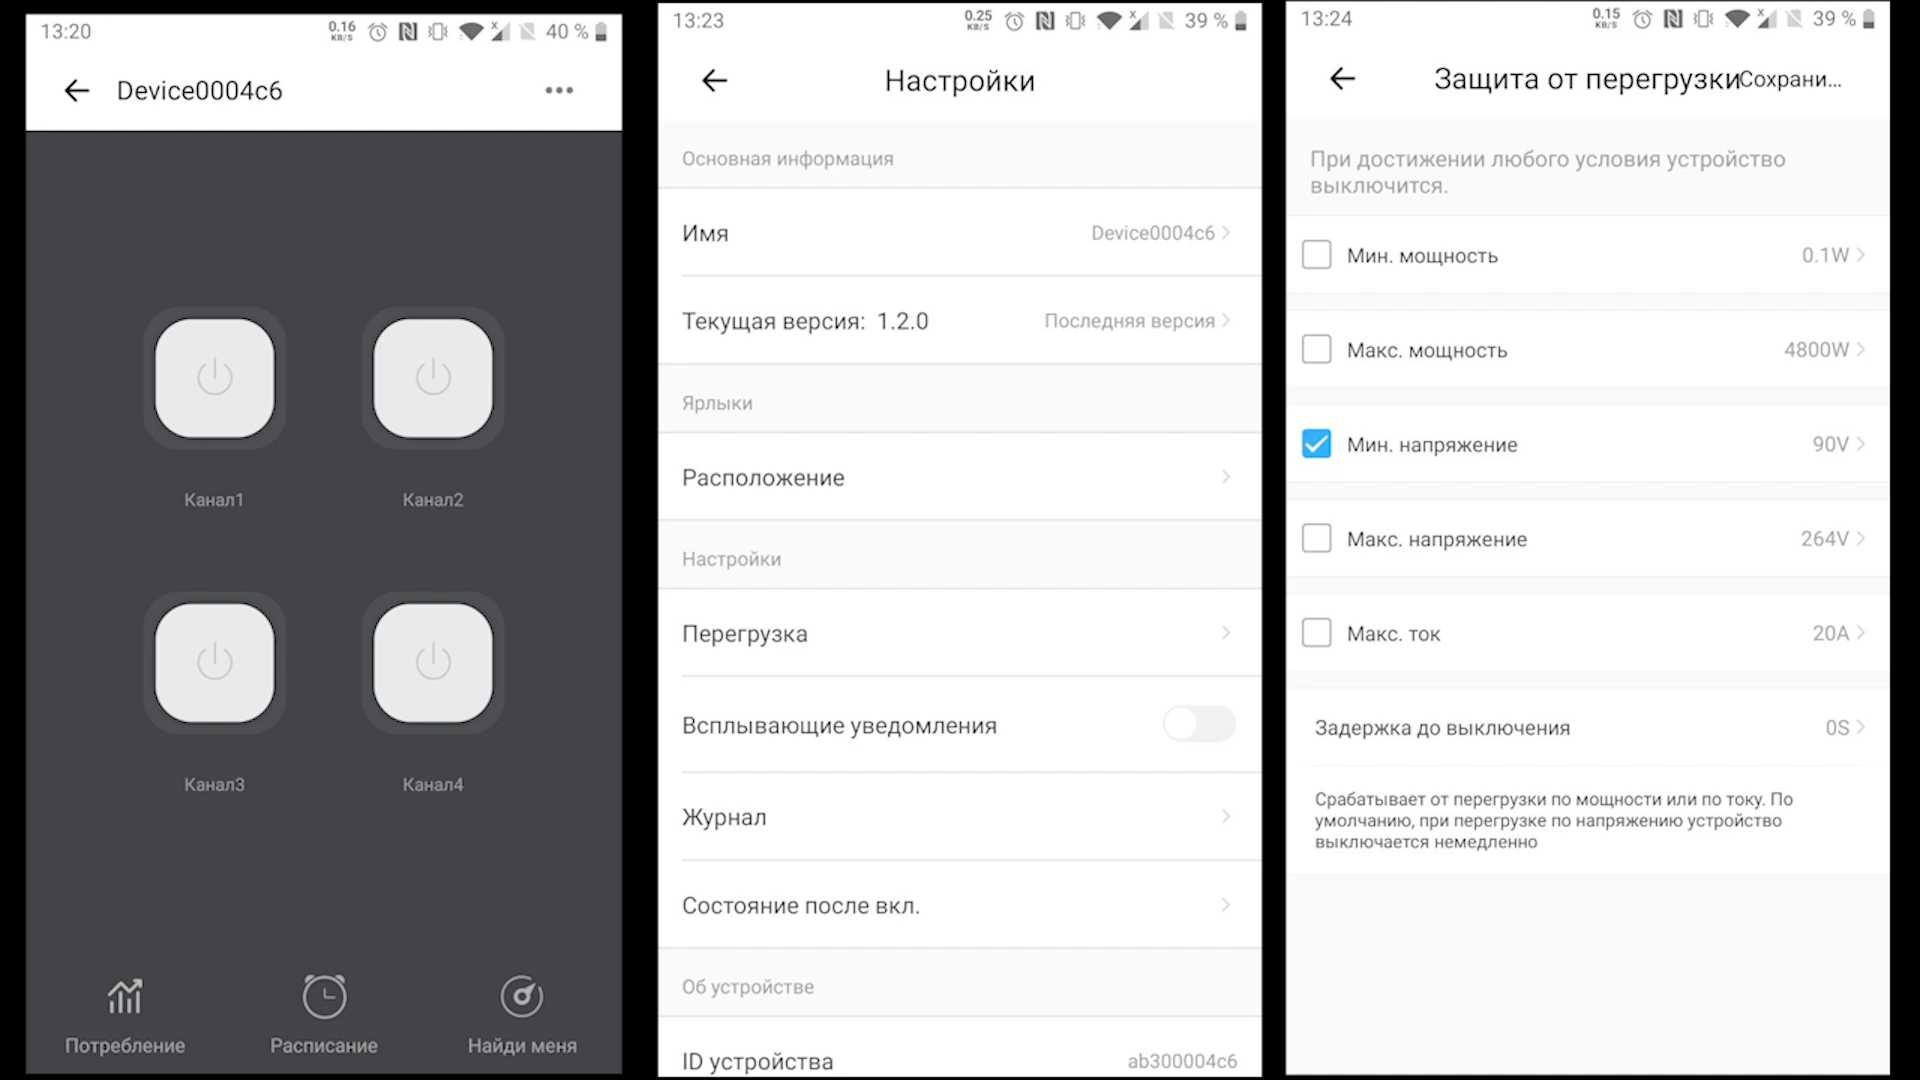 13:20
0.16
KB/S
40 %
Device0004c6
Канал1
Канал2
Канал3
Канал4
Потребление
Расписание
Найди меня
13:23
0.25
KB/S
39 %
Настройки
Основная информация
Имя
Device0004c6
Текущая версия: 1.2.0
Последняя версия
Ярлыки
Расположение
Настройки
Перегрузка
Всплывающие уведомления
Журнал
Состояние после вкл.
Об устройстве
ID устройства
ab300004c6
13:24
0.15
KB/S
39 %
Защита от перегрузки
Сохрани...
При достижении любого условия устройство
выключится.
Мин. мощность
0.1W
Макс. мощность
4800W
Мин. напряжение
90V
Макс. напряжение
264V
Макс. ток
20A
Задержка до выключения
0S
Срабатывает от перегрузки по мощности или по току. По
умолчанию, при перегрузке по напряжению устройство
выключается немедленно